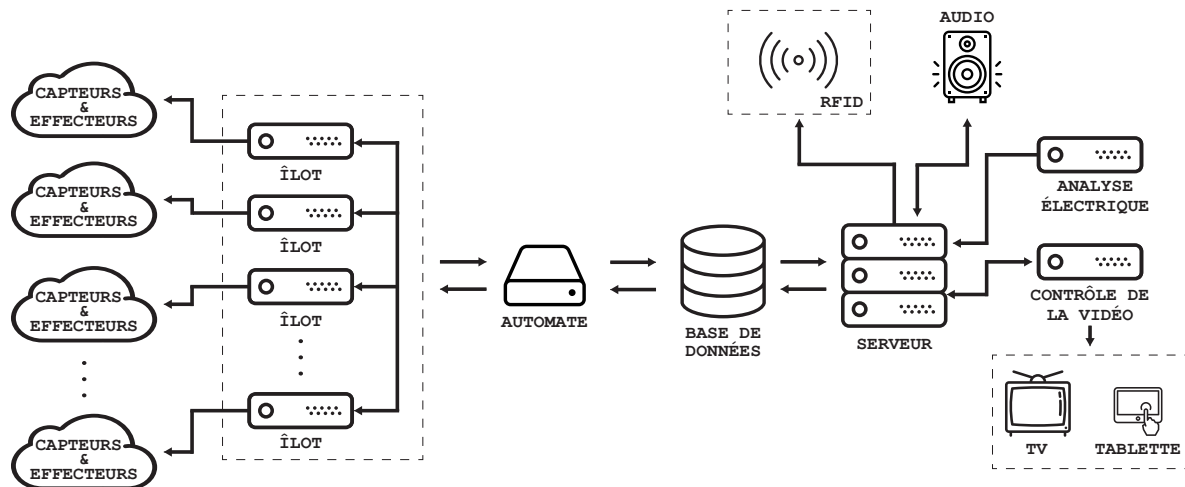 CAPTEURS
&
EFFECTEURS
ÎLOT
CAPTEURS
&
EFFECTEURS
ÎLOT
CAPTEURS
&
EFFECTEURS
ÎLOT
CAPTEURS
&
EFFECTEURS
ÎLOT
AUTOMATE
BASE DE
DONNÉES
SERVEUR
RFID
AUDIO
ANALYSE
ÉLECTRIQUE
CONTRÔLE DE
LA VIDÉO
TV
TABLETTE